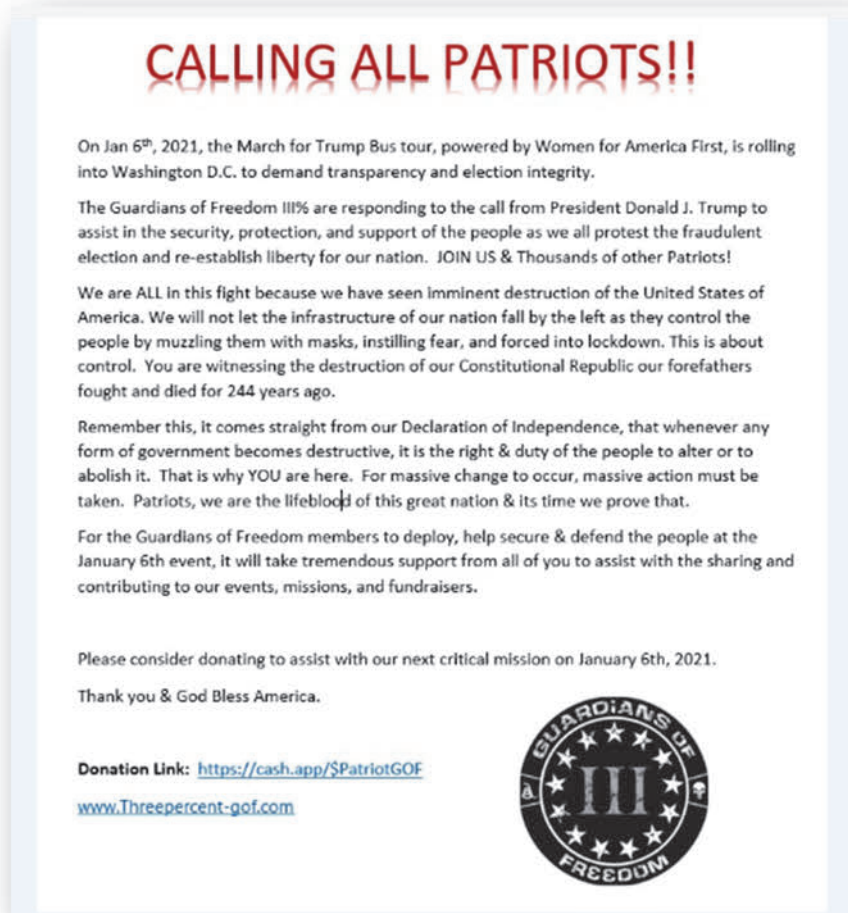 CALLING ALL PATRIOTS!!
On Jan 6th, 2021, the March for Trump Bus tour, powered by Women for America First, is rolling
into Washington D.C. to demand transparency and election integrity.
The Guardians of Freedom III% are responding to the call from President Donald J. Trump to
assist in the security, protection, and support of the people as we all protest the fraudulent
election and re-establish liberty for our nation. JOIN US & Thousands of other Patriots!
We are ALL in this fight because we have seen imminent destruction of the United States of
America. We will not let the infrastructure of our nation fall by the left as they control the
people by muzzling them with masks, instilling fear, and forced into lockdown. This is about
control. You are witnessing the destruction of our Constitutional Republic our forefathers
fought and died for 244 years ago.
Remember this, it comes straight from our Declaration of Independence, that whenever any
form of government becomes destructive, it is the right & duty of the people to alter or to
abolish it. That is why YOU are here. For massive change to occur, massive action must be
taken. Patriots, we are the lifeblood of this great nation & its time we prove that.
For the Guardians of Freedom members to deploy, help secure & defend the people at the
January 6th event, it will take tremendous support from all of you to assist with the sharing and
contributing to our events, missions, and fundraisers.
Please consider donating to assist with our next critical mission on January 6th, 2021.
Thank you & God Bless America.
Donation Link: https://cash.app/$PatriotGOF
www.Threepercent-gof.com
GUARDiANS OF
III
FREEDOM